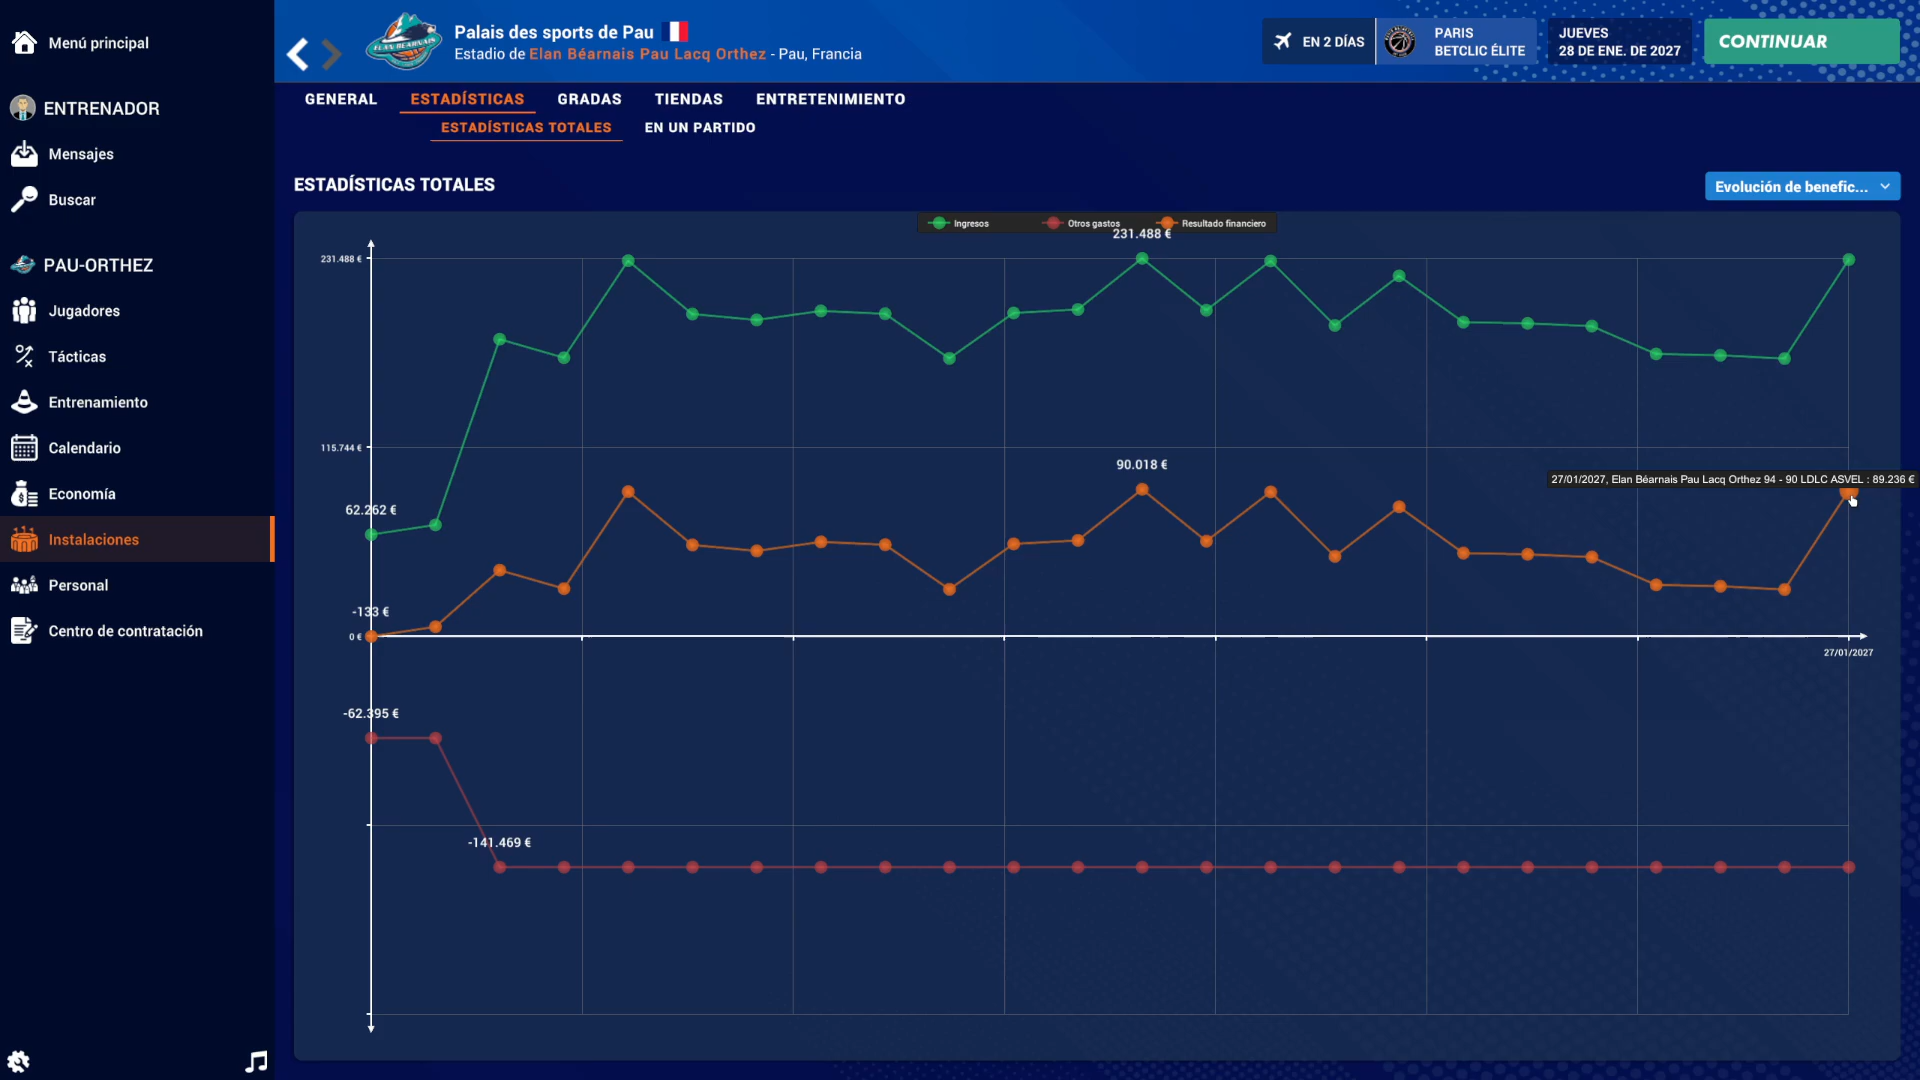 Menú principal
ENTRENADOR
Mensajes
Buscar
PAU-ORTHEZ
Jugadores
Tácticas
Entrenamiento
Calendario
Economía
Instalaciones
Personal
Centro de contratación
ELAN BÉARNAIS
Palais des sports de Pau
Estadio de Elan Béarnais Pau Lacq Orthez - Pau, Francia
EN 2 DÍAS
PARIS
BETCLIC ÉLITE
JUEVES
28 DE ENE. DE 2027
CONTINUAR
GENERAL
ESTADÍSTICAS
GRADAS
TIENDAS
ENTRETENIMIENTO
ESTADÍSTICAS TOTALES
EN UN PARTIDO
ESTADÍSTICAS TOTALES
Evolución de benefic...
Ingresos
Otros gastos
Resultado financiero
231.488 €
231.488 €
115.744 €
90.018 €
27/01/2027, Elan Béarnais Pau Lacq Orthez 94 - 90 LDLC ASVEL : 89.236 €
62.262 €
-133 €
0 €
27/01/2027
-62.395 €
-141.469 €